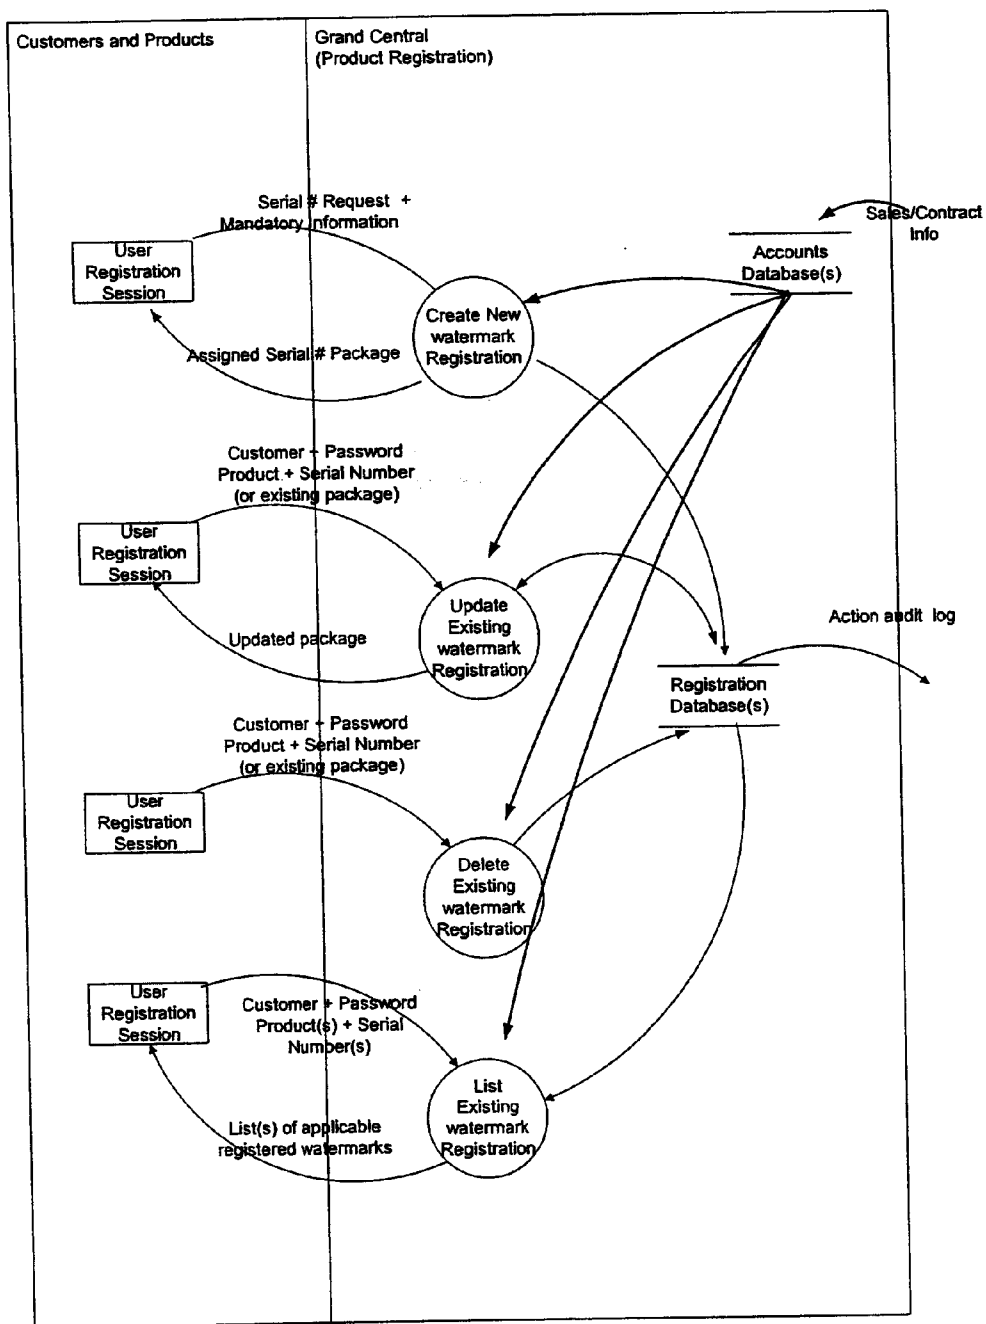 Customers and Products
Grand Central
(Product Registration)
Serial # Request +
Mandatory Information
Sales/Contract
Info
User
Registration
Session
Accounts
Database(s)
Create New
watermark
Registration
Assigned Serial # Package
Customer + Password
Product + Serial Number
(or existing package)
User
Registration
Session
Update
Existing
watermark
Registration
Updated package
Action audit log
Registration
Database(s)
Customer + Password
Product + Serial Number
(or existing package)
User
Registration
Session
Delete
Existing
watermark
Registration
User
Registration
Session
Customer + Password
Product(s) + Serial
Number(s)
List
Existing
watermark
Registration
List(s) of applicable
registered watermarks